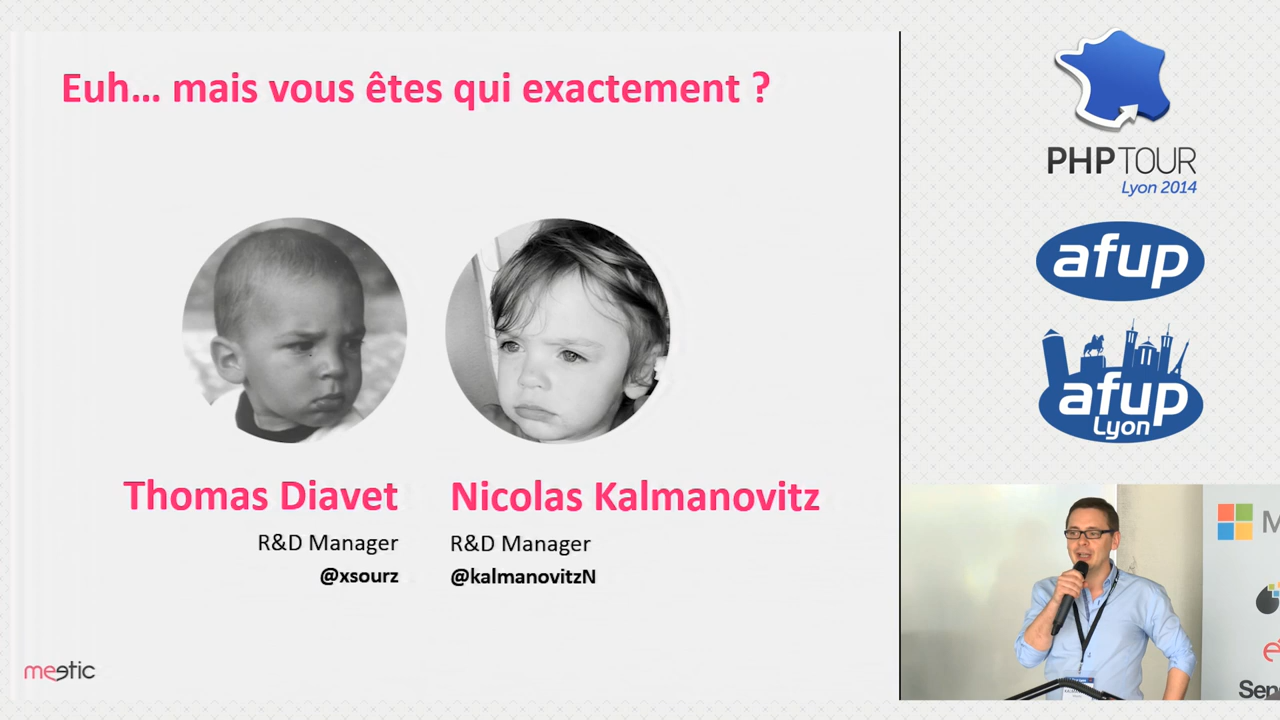 Euh... mais vous êtes qui exactement ?
Thomas Diavet
R&D Manager
@xsourz
Nicolas Kalmanovitz
R&D Manager
@kalmanovitzN
meetic
PHPTOUR
Lyon 2014
afup
afup
Lyon
M
Sen